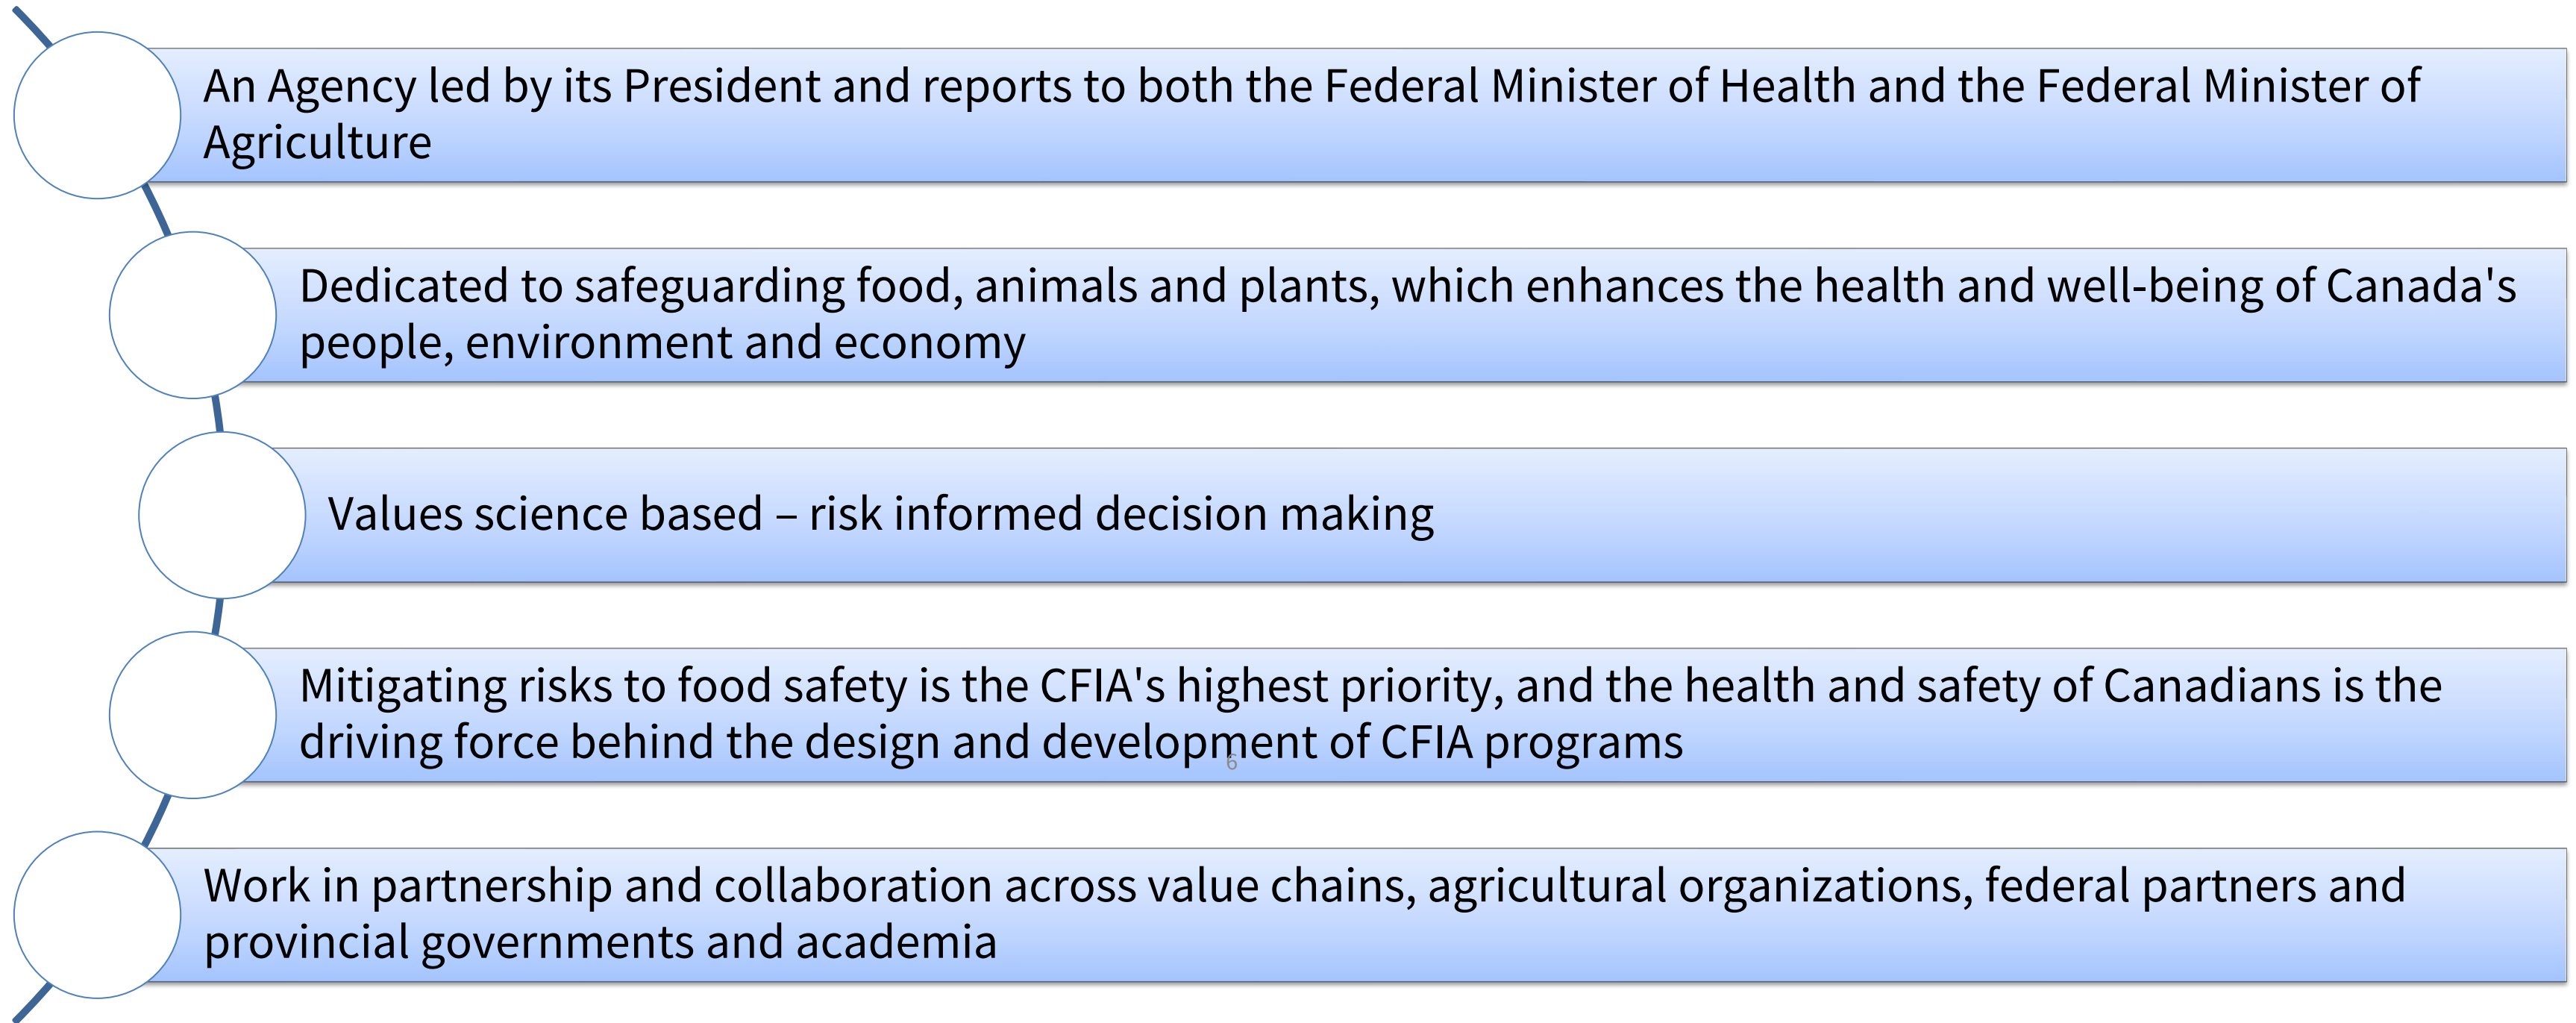 An Agency led by its President and reports to both the Federal Minister of Health and the Federal Minister of
Agriculture
Dedicated to safeguarding food, animals and plants, which enhances the health and well-being of Canada's
people, environment and economy
Values science based – risk informed decision making
Mitigating risks to food safety is the CFIA's highest priority, and the health and safety of Canadians is the
driving force behind the design and development of CFIA programs
6
Work in partnership and collaboration across value chains, agricultural organizations, federal partners and
provincial governments and academia